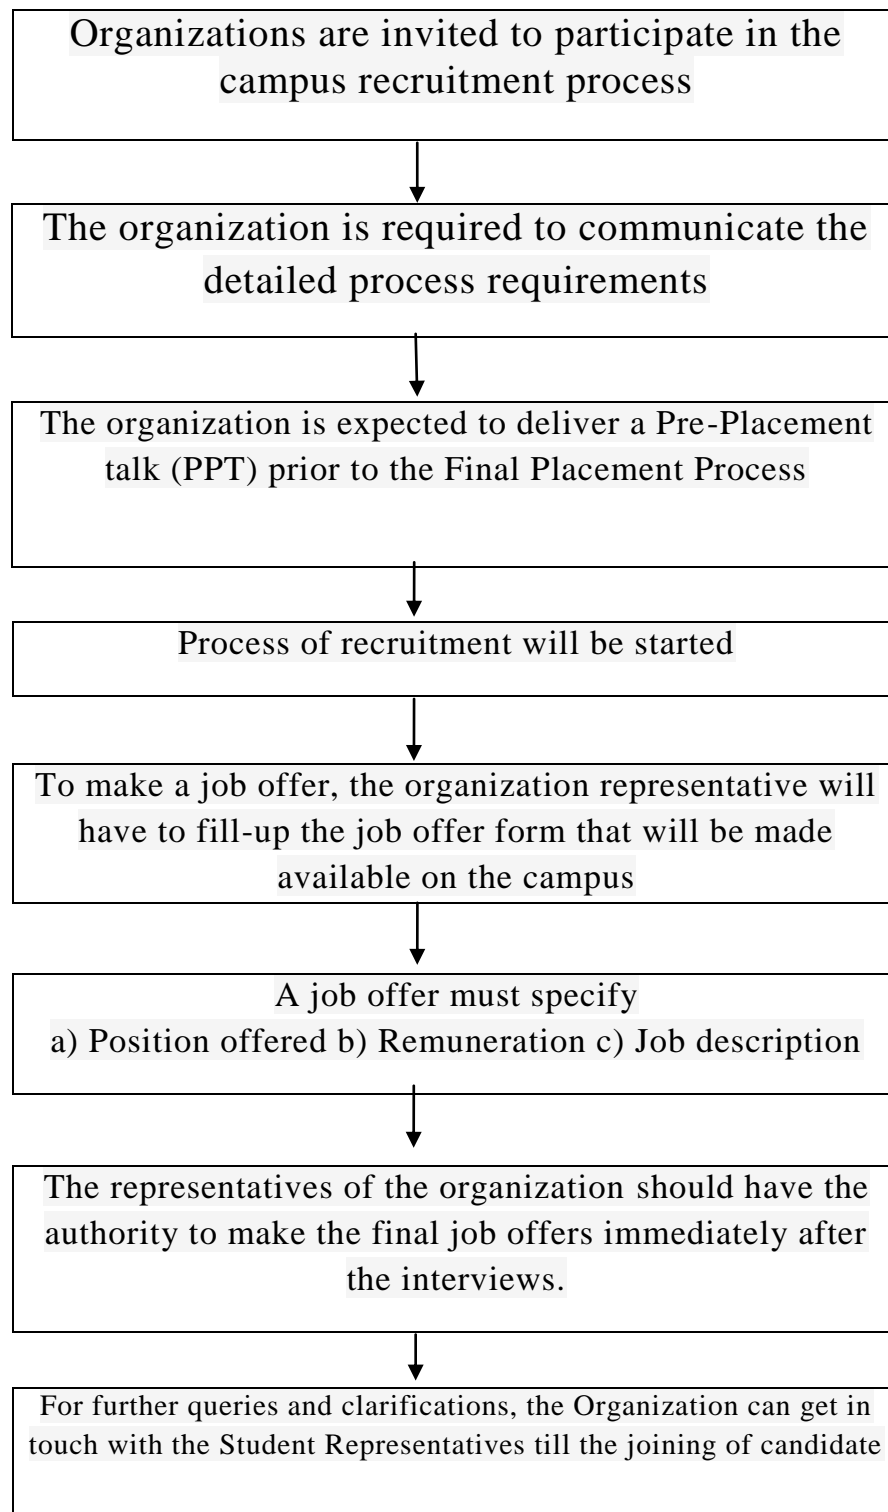 Organizations are invited to participate in the
campus recruitment process
The organization is required to communicate the
detailed process requirements
The organization is expected to deliver a Pre-Placement
talk (PPT) prior to the Final Placement Process
Process of recruitment will be started
To make a job offer, the organization representative will
have to fill-up the job offer form that will be made
available on the campus
A job offer must specify
a) Position offered b) Remuneration c) Job description
The representatives of the organization should have the
authority to make the final job offers immediately after
the interviews.
For further queries and clarifications, the Organization can get in
touch with the Student Representatives till the joining of candidate